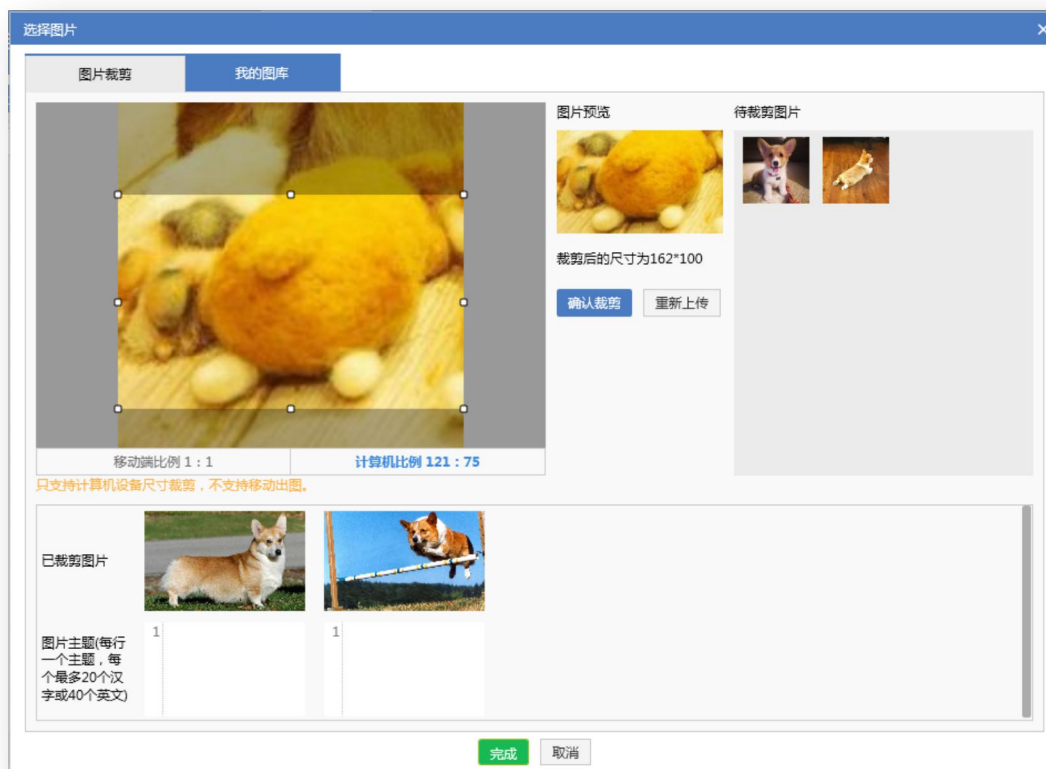 选择图片
图片裁剪
我的图库
图片预览
待裁剪图片
裁剪后的尺寸为162*100
确认裁剪
重新上传
移动端比例 1：1
计算机比例 121：75
只支持计算机设备尺寸裁剪，不支持移动出图。
已裁剪图片
图片主题(每行
一个主题，每
个最多20个汉
字或40个英文)
1
1
完成
取消